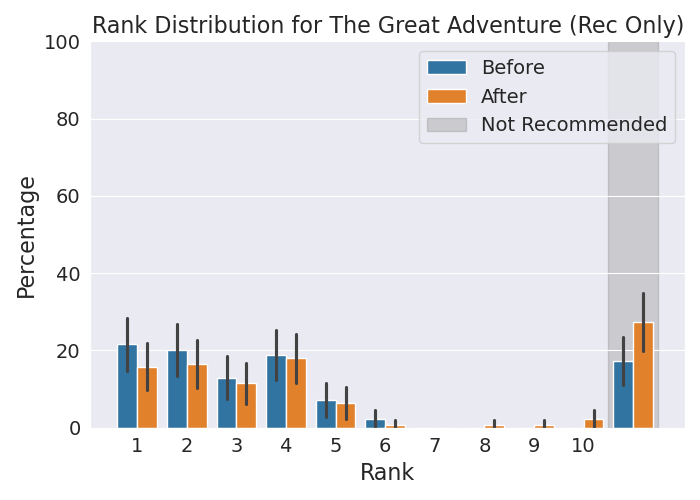 Rank Distribution for The Great Adventure (Rec Only)
100
80
60
40
20
0
Percentage
Before
After
Not Recommended
1 2 3 4 5 6 7 8 9 10
Rank